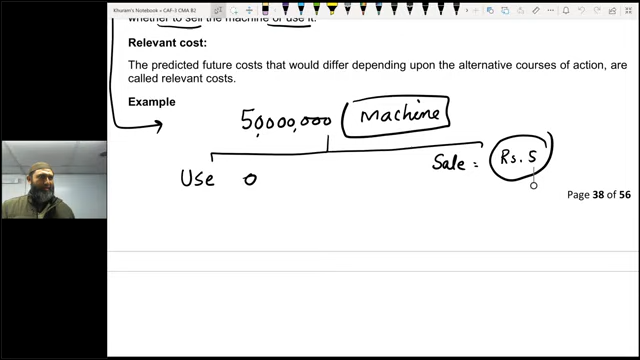 Khuram's Notebook » CAF-3 CMA B2
whether to sell the machine or use it.
Relevant cost:
The predicted future costs that would differ depending upon the alternative courses of action, are
called relevant costs.
Example
50,000,000 Machine
Use 0 Sale = Rs. 5
Page 38 of 56